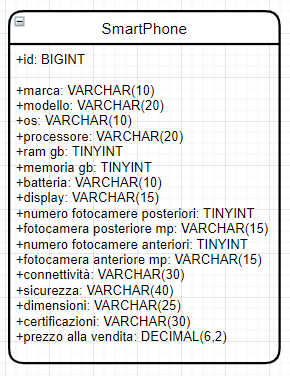 SmartPhone
+id: BIGINT
+marca: VARCHAR(10)
+modello: VARCHAR(20)
+os: VARCHAR(10)
+processore: VARCHAR(20)
+ram gb: TINYINT
+memoria gb: TINYINT
+batteria: VARCHAR(10)
+display: VARCHAR(15)
+numero fotocamere posteriori: TINYINT
+fotocamera posteriore mp: VARCHAR(15)
+numero fotocamere anteriori: TINYINT
+fotocamera anteriore mp: VARCHAR(15)
+connettività: VARCHAR(30)
+sicurezza: VARCHAR(40)
+dimensioni: VARCHAR(25)
+certificazioni: VARCHAR(30)
+prezzo alla vendita: DECIMAL(6,2)